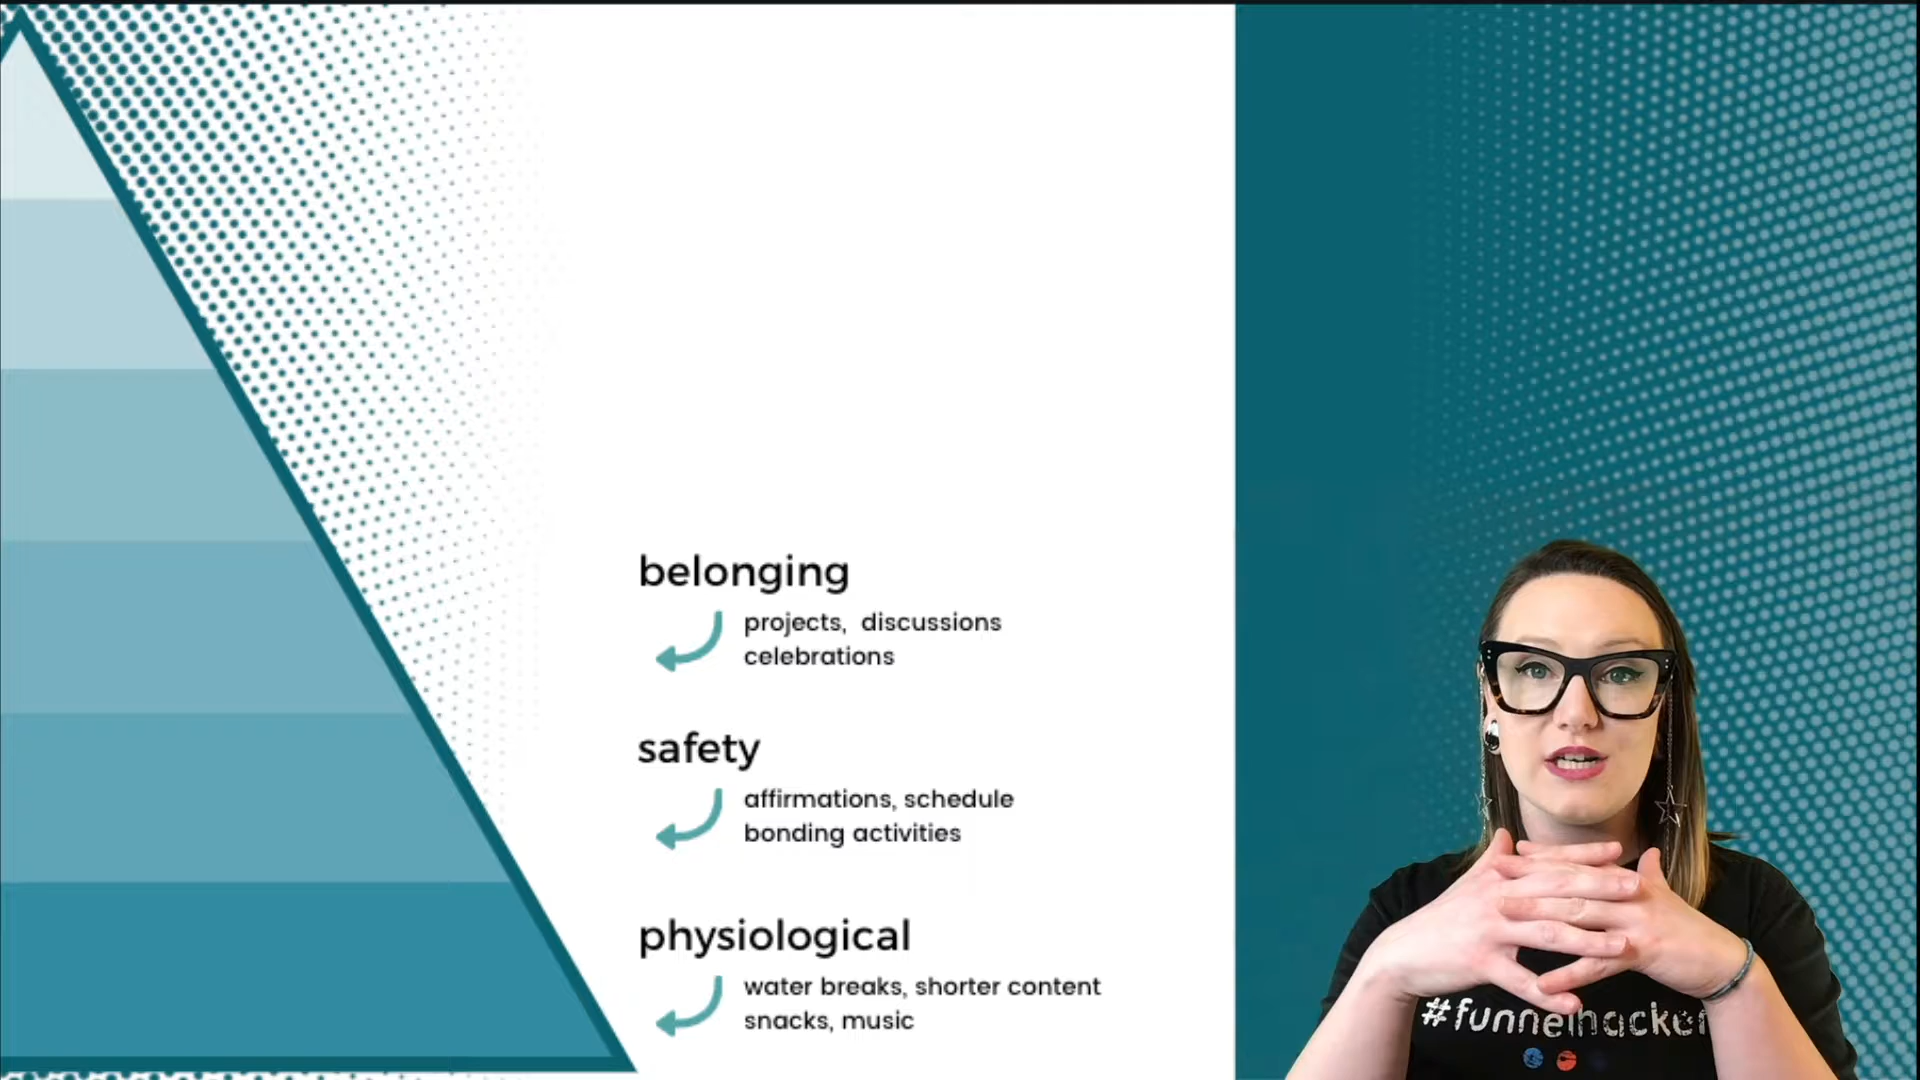 belonging
projects, discussions
celebrations
safety
affirmations, schedule
bonding activities
physiological
water breaks, shorter content
snacks, music
#funnelhacker